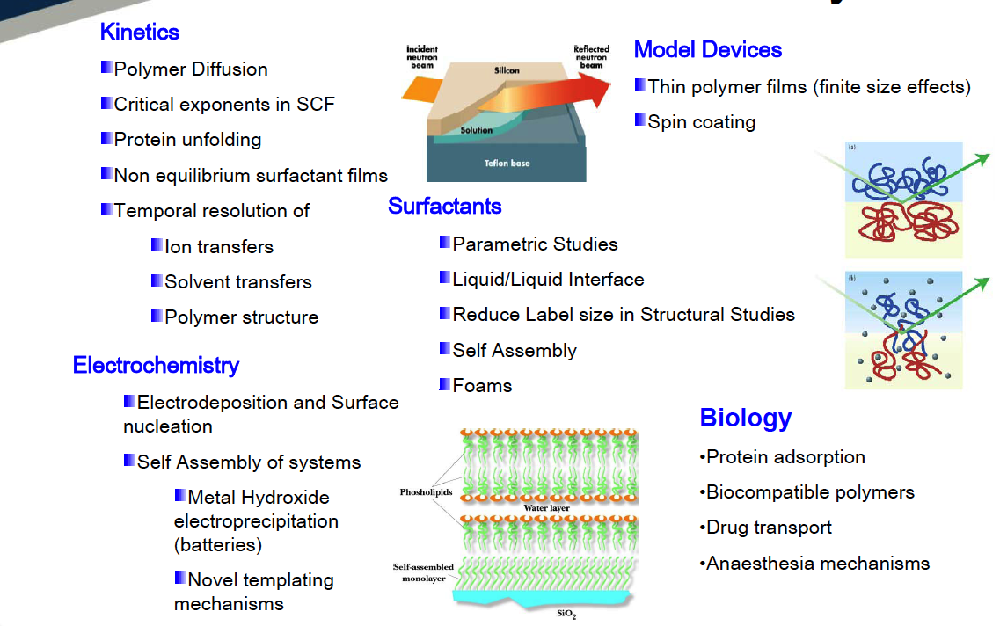 Kinetics
Polymer Diffusion
Critical exponents in SCF
Protein unfolding
Non equilibrium surfactant films
Temporal resolution of
Ion transfers
Solvent transfers
Polymer structure
Electrochemistry
Electrodeposition and Surface
nucleation
Self Assembly of systems
Metal Hydroxide
electroprecipitation
(batteries)
Novel templating
mechanisms
Incident
neutron
beam
Silicon
Reflected
neutron
beam
Solution
Teflon base
Surfactants
Parametric Studies
Liquid/Liquid Interface
Reduce Label size in Structural Studies
Self Assembly
Foams
Phosholipids
Water layer
Self-assembled
monolayer
SiO2
Model Devices
Thin polymer films (finite size effects)
Spin coating
(a)
(b)
Biology
•Protein adsorption
•Biocompatible polymers
•Drug transport
•Anaesthesia mechanisms